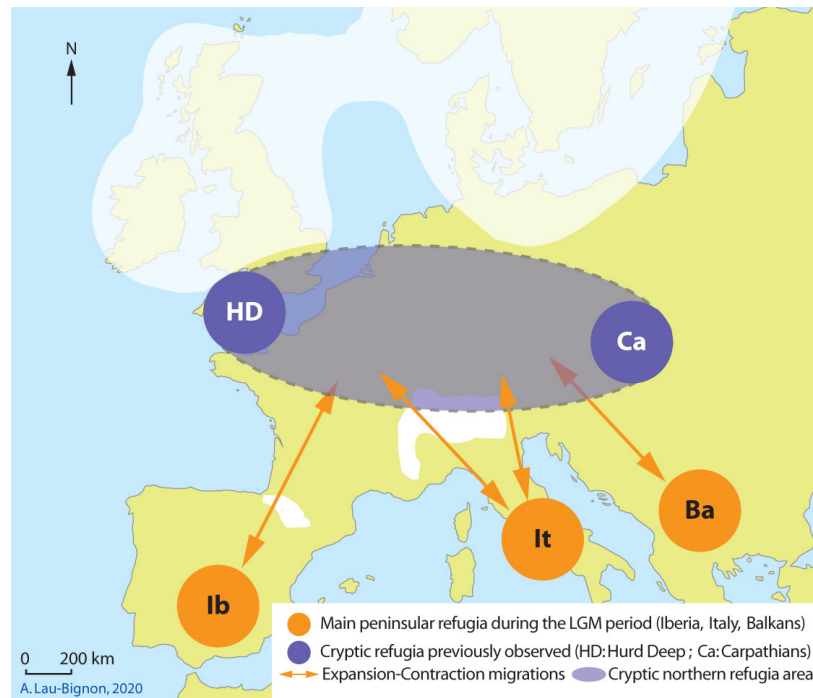 N
HD
Ca
Ba
It
Ib
Main peninsular refugia during the LGM period (Iberia, Italy, Balkans)
Cryptic refugia previously observed (HD: Hurd Deep ; Ca: Carpathians)
Expansion-Contraction migrations
Cryptic northern refugia area
0 200 km
A. Lau-Bignon, 2020